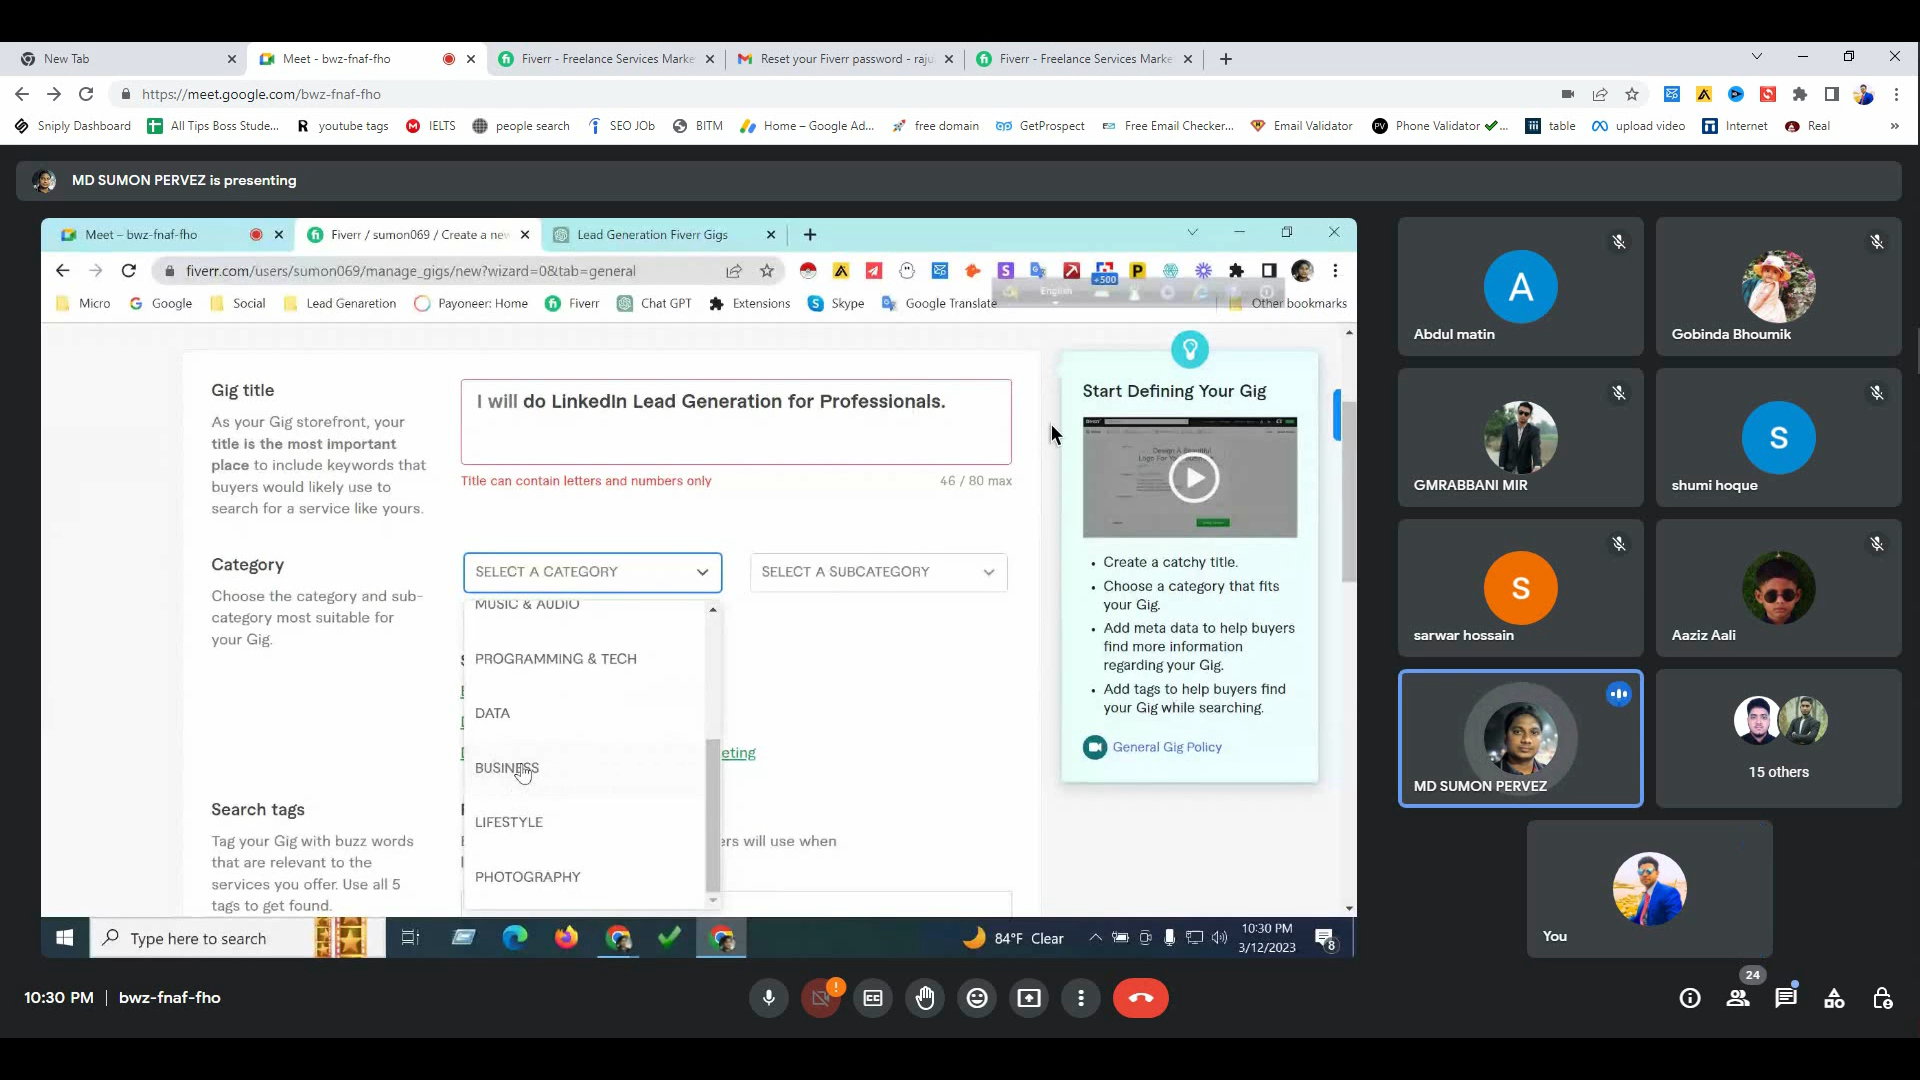 New Tab
Meet - bwz-fnaf-fho
Fiverr - Freelance Services Marke
Reset your Fiverr password - raju
Fiverr - Freelance Services Marke
https://meet.google.com/bwz-fnaf-fho
Sniply Dashboard
All Tips Boss Stude...
youtube tags
IELTS
people search
SEO JOb
BITM
Home – Google Ad...
free domain
GetProspect
Free Email Checker...
Email Validator
Phone Validator ✔...
table
upload video
Internet
Real
MD SUMON PERVEZ is presenting
Meet – bwz-fnaf-fho
Fiverr / sumon069 / Create a new
Lead Generation Fiverr Gigs
fiverr.com/users/sumon069/manage_gigs/new?wizard=0&tab=general
+500
Micro
Google
Social
Lead Genaretion
Payoneer: Home
Fiverr
Chat GPT
Extensions
Skype
Google Translate
English
Other bookmarks
Gig title
As your Gig storefront, your
title is the most important
place to include keywords that
buyers would likely use to
search for a service like yours.
I will do LinkedIn Lead Generation for Professionals.
Title can contain letters and numbers only
46 / 80 max
Category
Choose the category and sub-
category most suitable for
your Gig.
SELECT A CATEGORY
SELECT A SUBCATEGORY
MUSIC & AUDIO
PROGRAMMING & TECH
DATA
BUSINESS
LIFESTYLE
PHOTOGRAPHY
eting
Search tags
Tag your Gig with buzz words
that are relevant to the
services you offer. Use all 5
tags to get found.
ers will use when
Start Defining Your Gig
Create a catchy title.
Choose a category that fits
your Gig.
Add meta data to help buyers
find more information
regarding your Gig.
Add tags to help buyers find
your Gig while searching.
General Gig Policy
Type here to search
84°F Clear
10:30 PM
3/12/2023
8
A
Abdul matin
Gobinda Bhoumik
GMRABBANI MIR
S
shumi hoque
S
sarwar hossain
Aaziz Aali
MD SUMON PERVEZ
15 others
You
10:30 PM
bwz-fnaf-fho
24